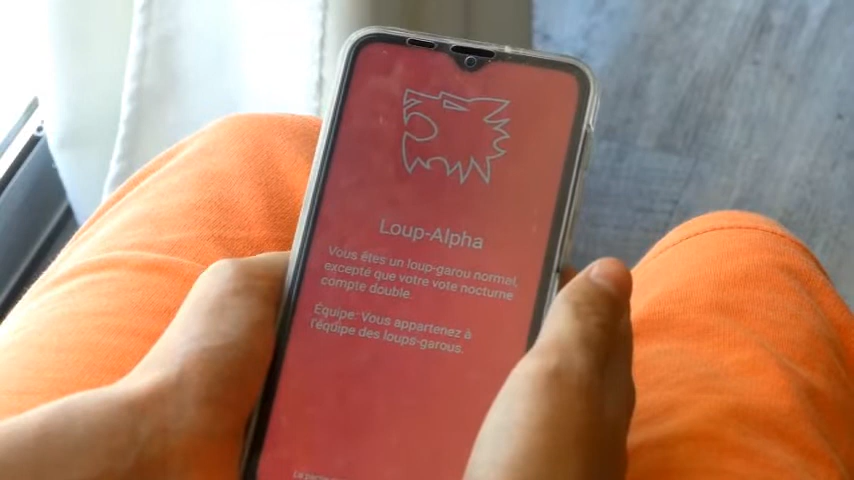 Loup-Alpha
Vous êtes un loup-garou normal,
excepté que votre vote nocturne
compte double.
Équipe: Vous appartenez à
l'équipe des loups-garous.